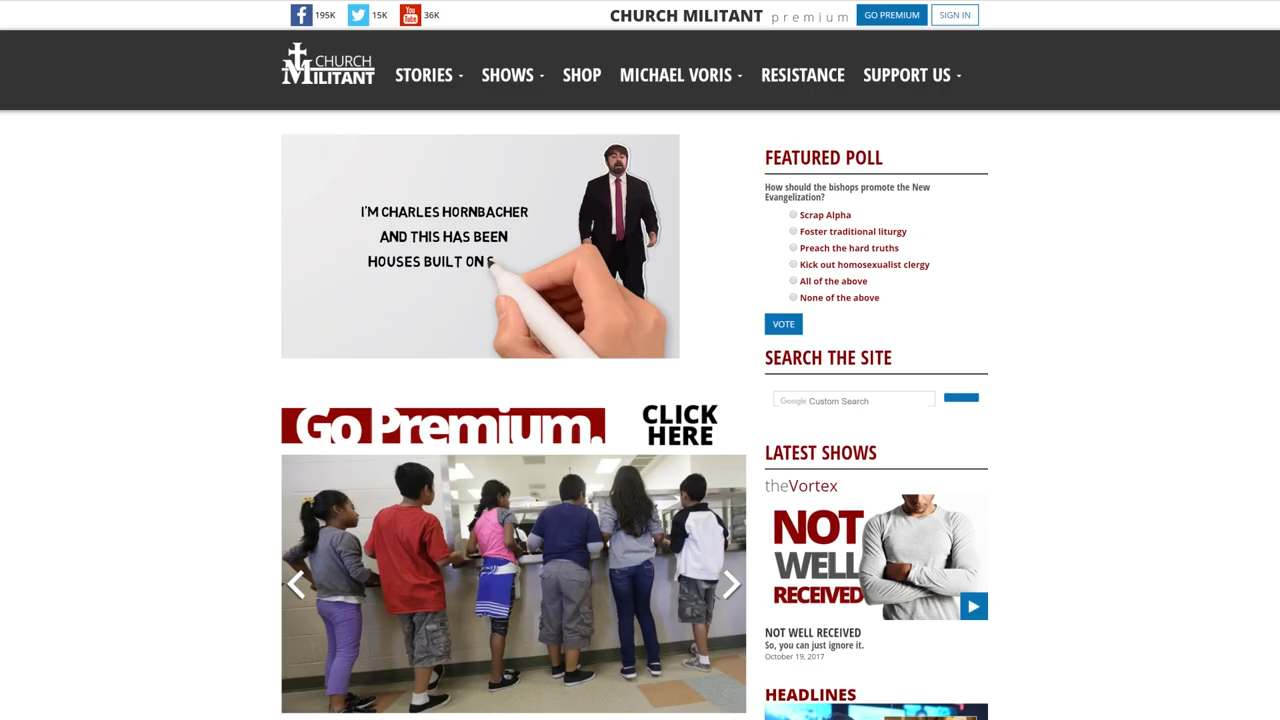 195K
15K
You
Tube
36K
CHURCH MILITANT premium
GO PREMIUM
SIGN IN
CHURCH
MILITANT
STORIES
SHOWS
SHOP
MICHAEL VORIS
RESISTANCE
SUPPORT US
I'M CHARLES HORNBACHER
AND THIS HAS BEEN
HOUSES BUILT ON
Go Premium.
CLICK
HERE
FEATURED POLL
How should the bishops promote the New
Evangelization?
Scrap Alpha
Foster traditional liturgy
Preach the hard truths
Kick out homosexualist clergy
All of the above
None of the above
VOTE
SEARCH THE SITE
Google Custom Search
LATEST SHOWS
theVortex
NOT
WELL
RECEIVED
NOT WELL RECEIVED
So, you can just ignore it.
October 19, 2017
HEADLINES